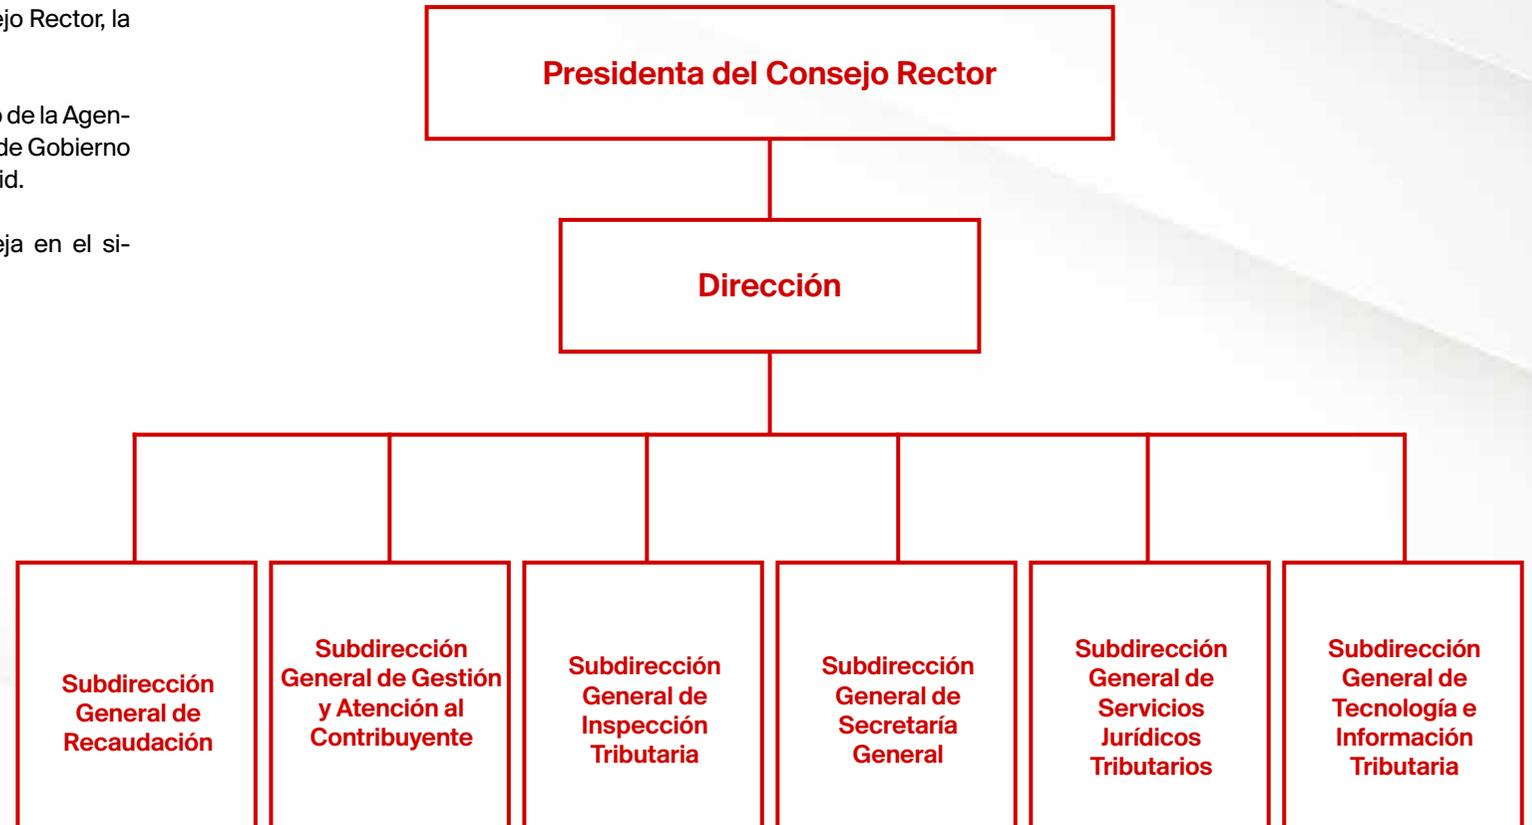 ejo Rector, la
de la Agen-
de Gobierno
id.
eja en el si-
Presidenta del Consejo Rector
Dirección
Subdirección
General de
Recaudación
Subdirección
General de Gestión
y Atención al
Contribuyente
Subdirección
General de
Inspección
Tributaria
Subdirección
General de
Secretaría
General
Subdirección
General de
Servicios
Jurídicos
Tributarios
Subdirección
General de
Tecnología e
Información
Tributaria